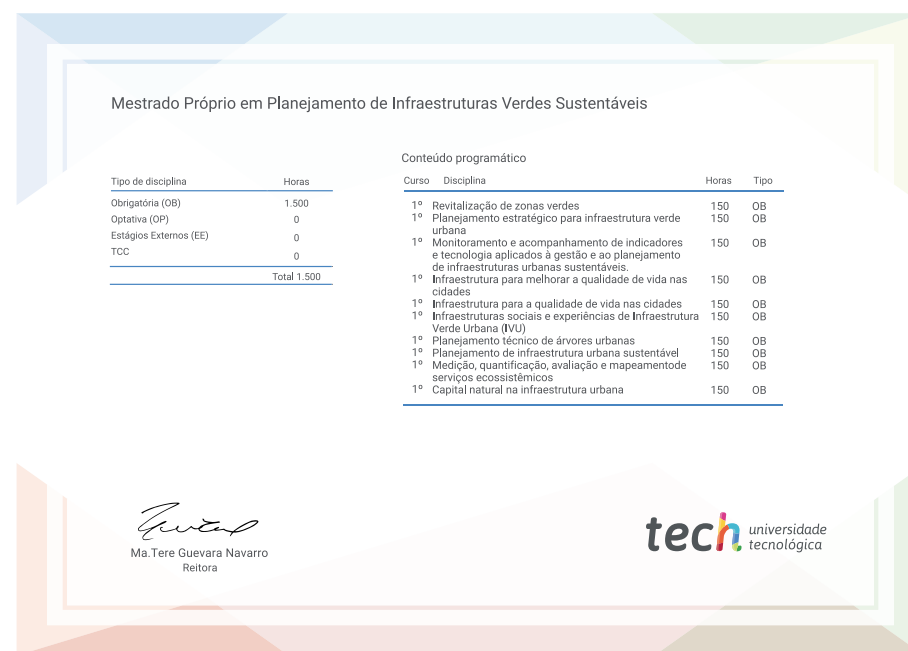 Mestrado Próprio em Planejamento de Infraestruturas Verdes Sustentáveis
Tipo de disciplina Horas
Obrigatória (OB) 1.500
Optativa (OP) 0
Estágios Externos (EE) 0
TCC 0
Total 1.500
Conteúdo programático
Curso Disciplina Horas Tipo
1º Revitalização de zonas verdes 150 OB
1º Planejamento estratégico para infraestrutura verde 150 OB
urbana
1º Monitoramento e acompanhamento de indicadores 150 OB
e tecnologia aplicados à gestão e ao planejamento
de infraestruturas urbanas sustentáveis.
1º Infraestrutura para melhorar a qualidade de vida nas 150 OB
cidades
1º Infraestrutura para a qualidade de vida nas cidades 150 OB
1º Infraestruturas sociais e experiências de Infraestrutura 150 OB
Verde Urbana (IVU)
1º Planejamento técnico de árvores urbanas 150 OB
1º Planejamento de infraestrutura urbana sustentável 150 OB
1º Medição, quantificação, avaliação e mapeamentode 150 OB
serviços ecossistêmicos
1º Capital natural na infraestrutura urbana 150 OB
Ma.Tere Guevara Navarro
Reitora
tech universidade
tecnológica